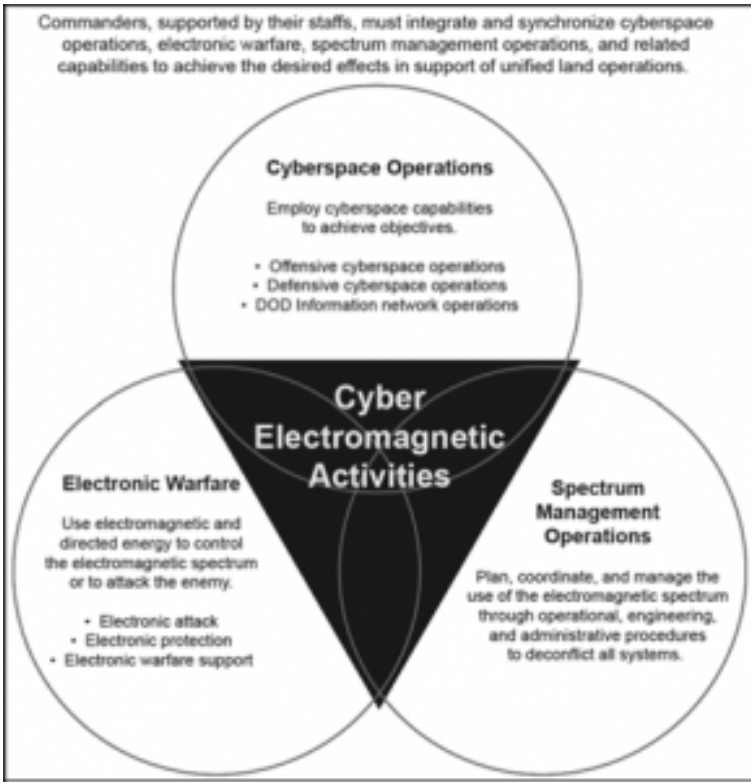 Commanders, supported by their staffs, must integrate and synchronize cyberspace
operations, electronic warfare, spectrum management operations, and related
capabilities to achieve the desired effects in support of unified land operations.
Cyberspace Operations
Employ cyberspace capabilities
to achieve objectives.
• Offensive cyberspace operations
• Defensive cyberspace operations
• DOD Information network operations
Cyber
Electromagnetic
Activities
Electronic Warfare
Use electromagnetic and
directed energy to control
the electromagnetic spectrum
or to attack the enemy.
• Electronic attack
• Electronic protection
• Electronic warfare support
Spectrum
Management
Operations
Plan, coordinate, and manage the
use of the electromagnetic spectrum
through operational, engineering,
and administrative procedures
to deconflict all systems.